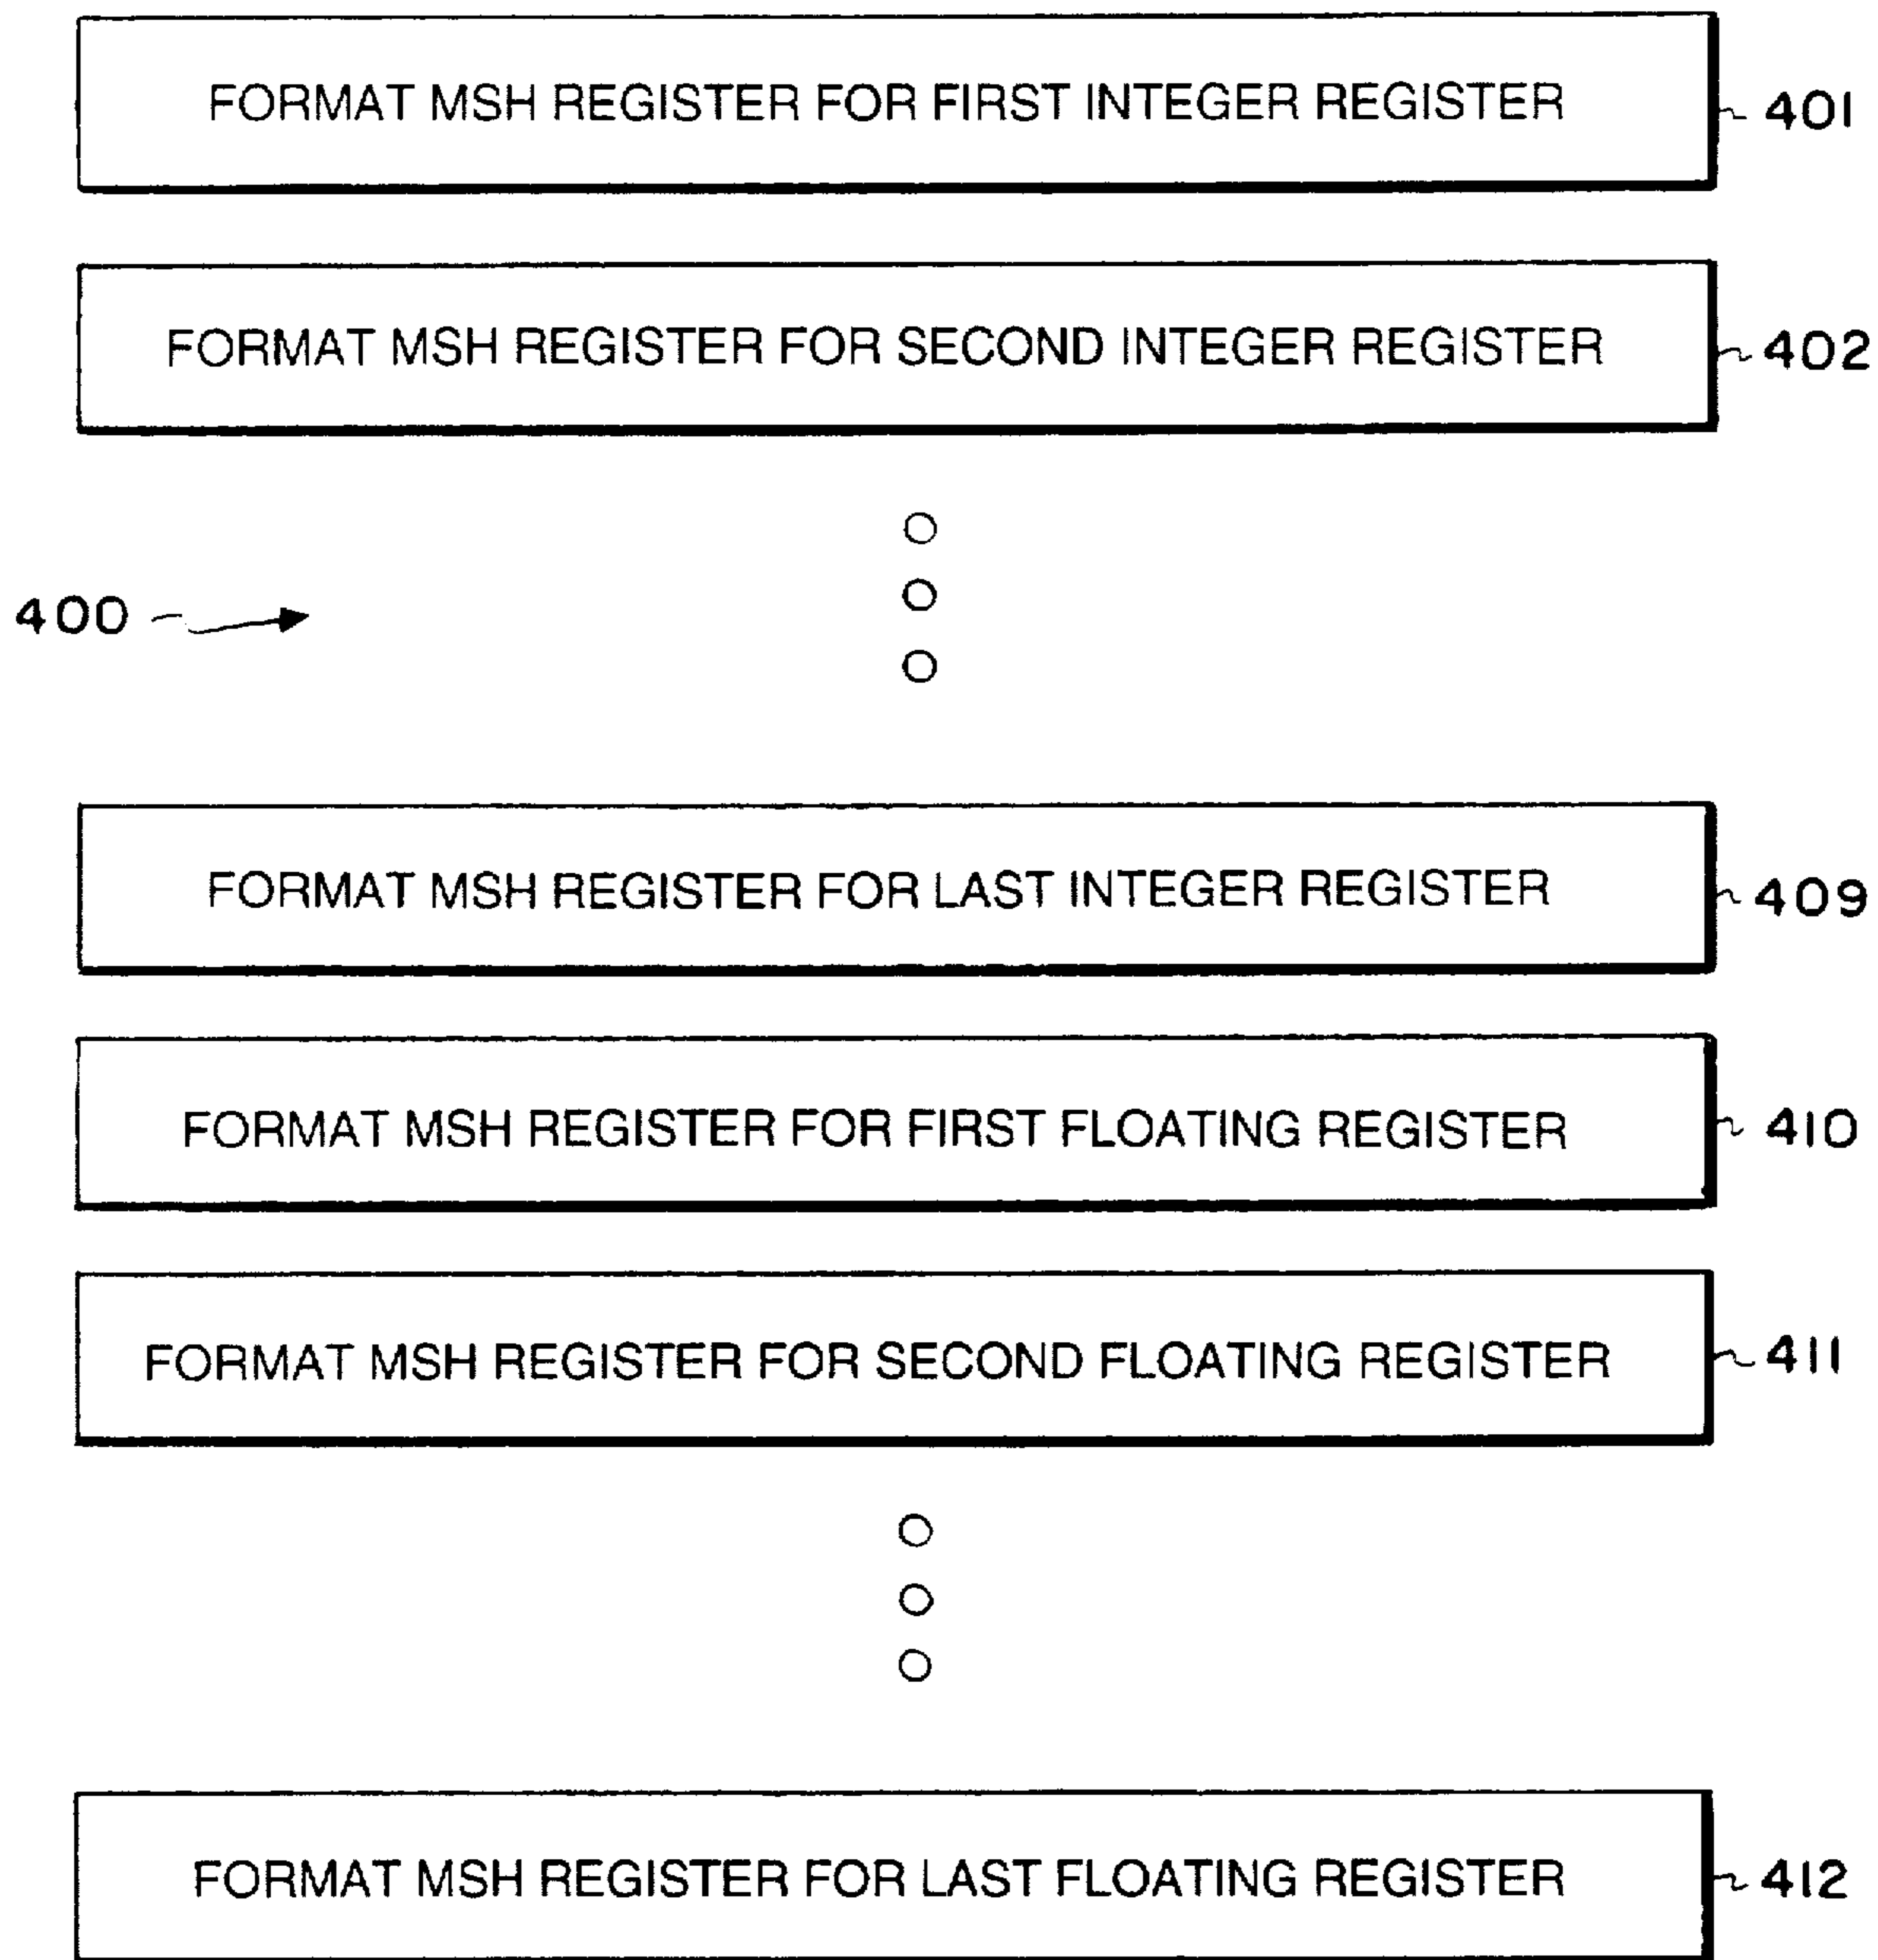 FORMAT MSH REGISTER FOR FIRST INTEGER REGISTER 401
FORMAT MSH REGISTER FOR SECOND INTEGER REGISTER 402
400
FORMAT MSH REGISTER FOR LAST INTEGER REGISTER 409
FORMAT MSH REGISTER FOR FIRST FLOATING REGISTER 410
FORMAT MSH REGISTER FOR SECOND FLOATING REGISTER 411
FORMAT MSH REGISTER FOR LAST FLOATING REGISTER 412